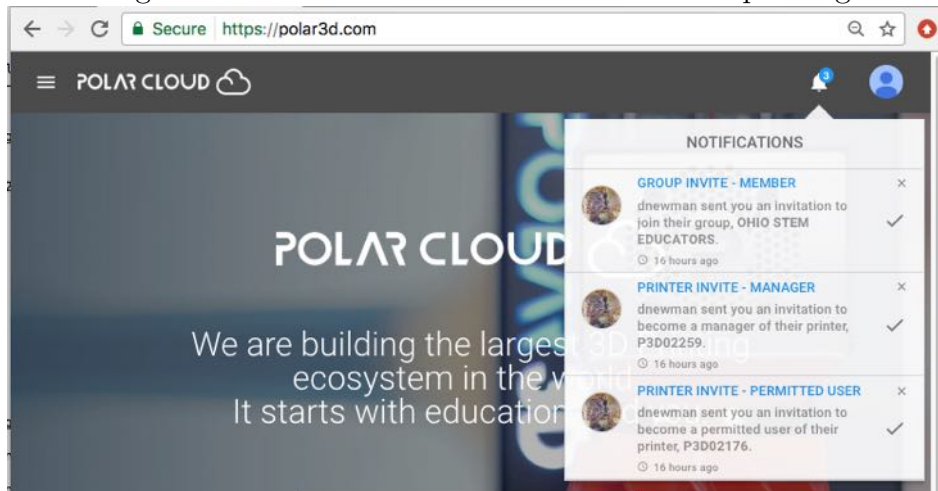 Secure https://polar3d.com
POLAR CLOUD
3
NOTIFICATIONS
GROUP INVITE - MEMBER
dnewman sent you an invitation to
join their group, OHIO STEM
EDUCATORS.
16 hours ago
PRINTER INVITE - MANAGER
dnewman sent you an invitation to
become a manager of their printer,
P3D02259.
16 hours ago
PRINTER INVITE - PERMITTED USER
dnewman sent you an invitation to
become a permitted user of their
printer, P3D02176.
16 hours ago
POLAR CLOUD
We are building the largest 3D printing
ecosystem in the world
It starts with education